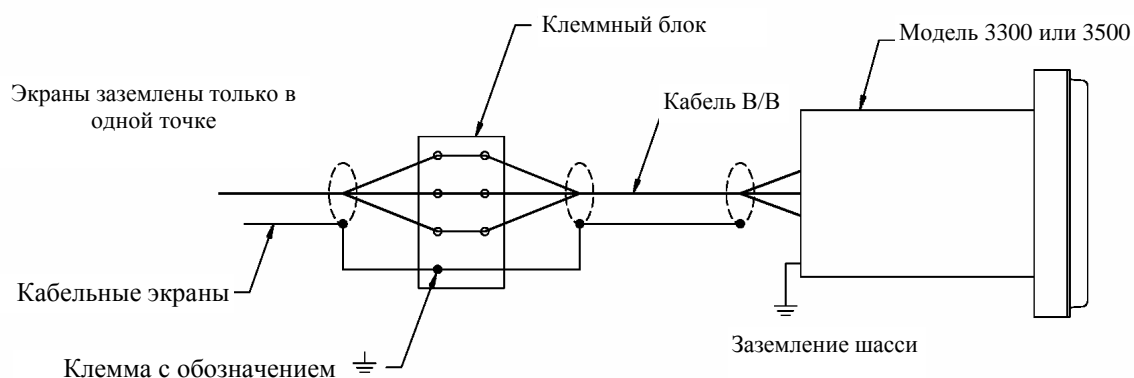 Клеммный блок
Модель 3300 или 3500
Экраны заземлены только в
одной точке
Кабель В/В
Кабельные экраны
Заземление шасси
Клемма с обозначением